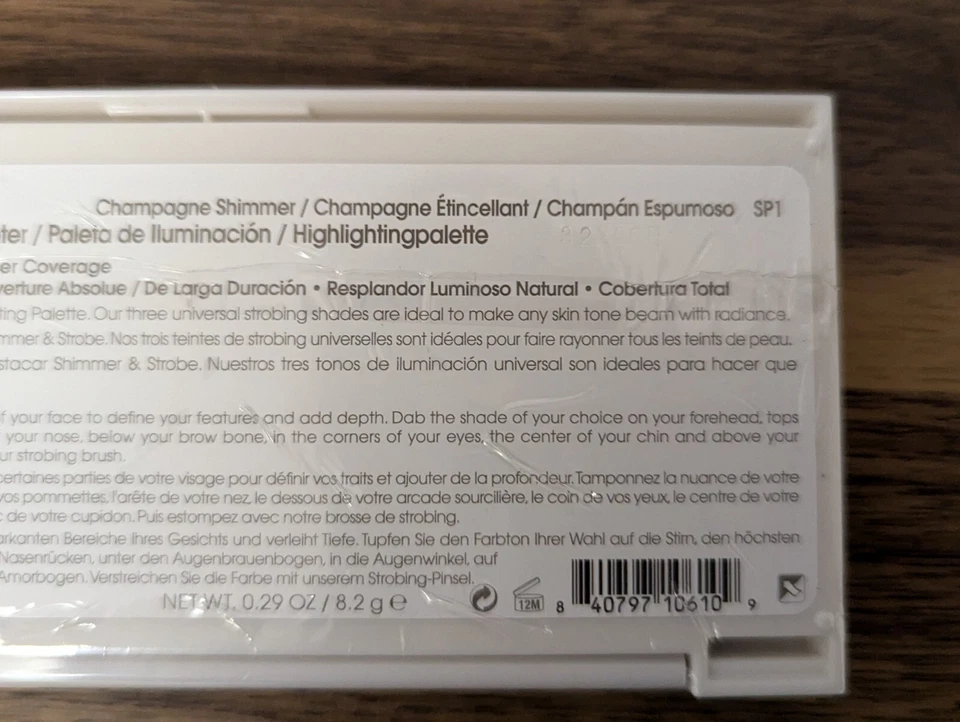 Champagne Shimmer / Champagne Étincellant / Champán Espumoso SP1
ter / Paleta de Iluminación / Highlightingpalette
er Coverage
verture Absolue / De Larga Duración • Resplandor Luminoso Natural • Cobertura Total
ting Palette. Our three universal strobing shades are ideal to make any skin tone beam with radiance.
mmer & Strobe. Nos trois teintes de strobing universelles sont idéales pour faire rayonner tous les teints de peau.
stacar Shimmer & Strobe. Nuestros tres tonos de iluminación universal son ideales para hacer que
f your face to define your features and add depth. Dab the shade of your choice on your forehead, tops
your nose, below your brow bone, in the corners of your eyes, the center of your chin and above your
ur strobing brush.
certaines parties de votre visage pour définir vos traits et ajouter de la profondeur. Tamponnez la nuance de votre
vos pommettes, l'arête de votre nez, le dessous de votre arcade sourcilière, le coin de vos yeux, le centre de votre
c de votre cupidon. Puis estompez avec notre brosse de strobing.
arkanten Bereiche Ihres Gesichts und verleiht Tiefe. Tupfen Sie den Farbton Ihrer Wahl auf die Stirn, den höchsten
Nasenrücken, unter den Augenbrauenbogen, in die Augenwinkel, auf
Amorbogen. Verstreichen Sie die Farbe mit unserem Strobing-Pinsel.
NET WT. 0.29 OZ / 8.2 g e
12M
8 40797 10610 9